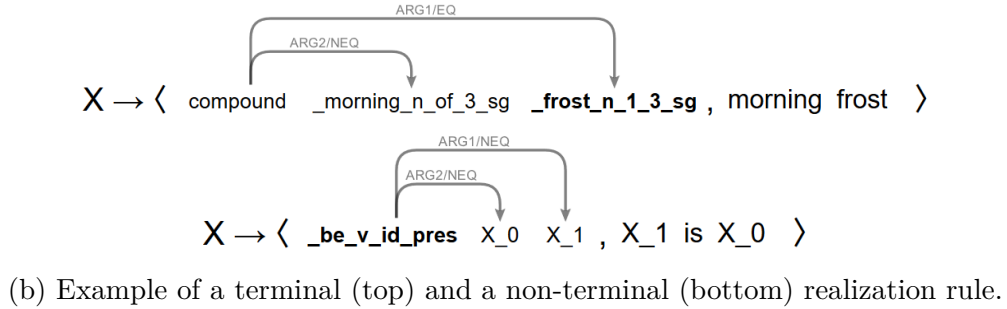 ARG1/EQ
ARG2/NEQ
X → ⟨ compound _morning_n_of_3_sg _frost_n_1_3_sg , morning frost ⟩
ARG1/NEQ
ARG2/NEQ
X → ⟨ _be_v_id_pres X_0 X_1 , X_1 is X_0 ⟩
(b) Example of a terminal (top) and a non-terminal (bottom) realization rule.